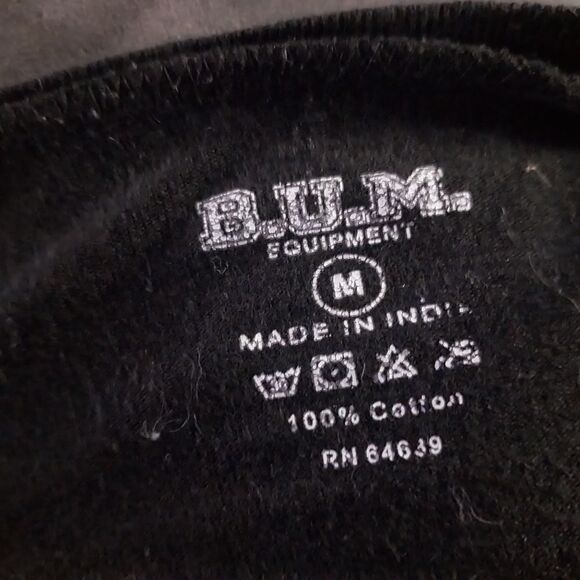 B.U.M.
EQUIPMENT
M
MADE IN INDIA
100% Cotton
RN 64639